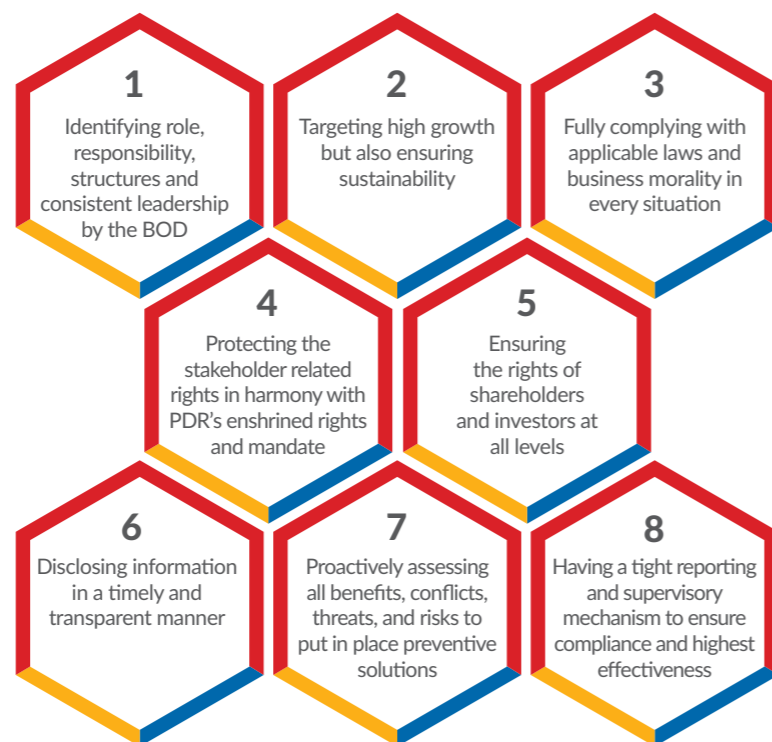 1
Identifying role,
responsibility,
structures and
consistent leadership
by the BOD
2
Targeting high growth
but also ensuring
sustainability
3
Fully complying with
applicable laws and
business morality in
every situation
4
Protecting the
stakeholder related
rights in harmony with
PDR's enshrined rights
and mandate
5
Ensuring
the rights of
shareholders
and investors at
all levels
6
Disclosing information
in a timely and
transparent manner
7
Proactively assessing
all benefits, conflicts,
threats, and risks to
put in place preventive
solutions
8
Having a tight reporting
and supervisory
mechanism to ensure
compliance and highest
effectiveness